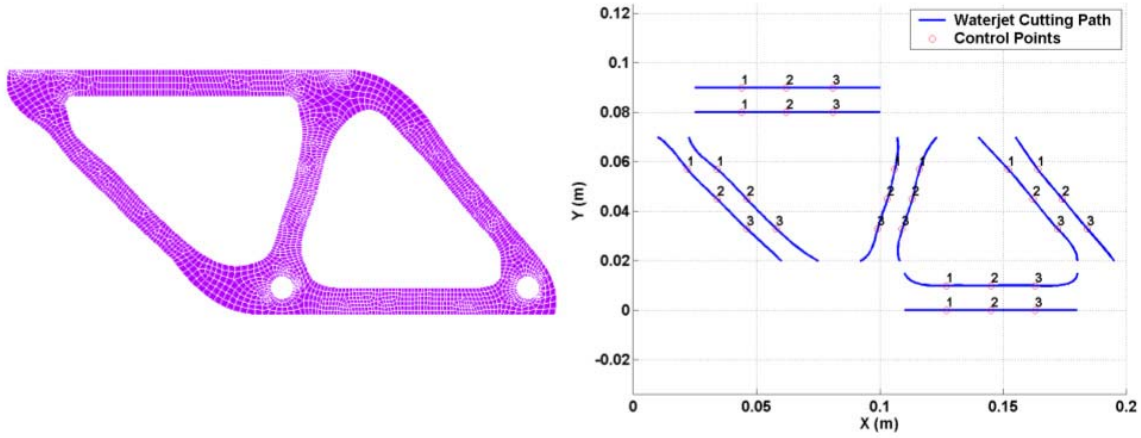 Waterjet Cutting Path
Control Points
0.12
0.1
0.08
0.06
0.04
0.02
0
-0.02
Y (m)
1 2 3
1 2 3
1 1 1 1 1 1
2 2 2 2 2 2
3 3 3 3 3 3
1 2 3
1 2 3
0 0.05 0.1 0.15 0.2
X (m)